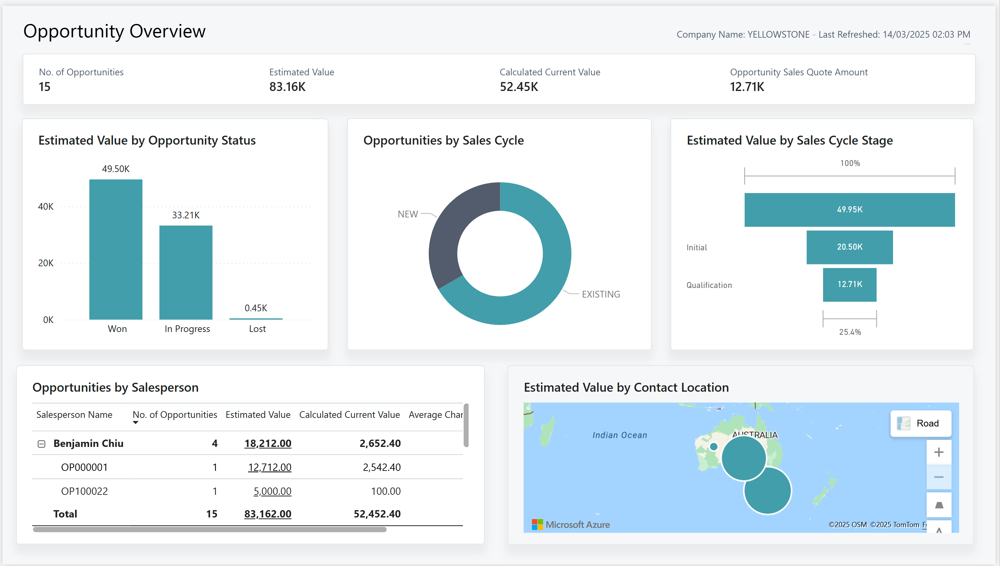 Opportunity Overview
Company Name: YELLOWSTONE - Last Refreshed: 14/03/2025 02:03 PM
No. of Opportunities
15
Estimated Value
83.16K
Calculated Current Value
52.45K
Opportunity Sales Quote Amount
12.71K
Estimated Value by Opportunity Status
49.50K
40K
33.21K
20K
0.45K
0K
Won In Progress Lost
Opportunities by Sales Cycle
NEW
EXISTING
Estimated Value by Sales Cycle Stage
100%
49.95K
Initial 20.50K
Qualification 12.71K
25.4%
Opportunities by Salesperson
Salesperson Name No. of Opportunities Estimated Value Calculated Current Value Average Char
Benjamin Chiu 4 18,212.00 2,652.40
OP000001 1 12,712.00 2,542.40
OP100022 1 5,000.00 100.00
Total 15 83,162.00 52,452.40
Estimated Value by Contact Location
Road
Indian Ocean
AUSTRALIA
Microsoft Azure
©2025 OSM ©2025 TomTom